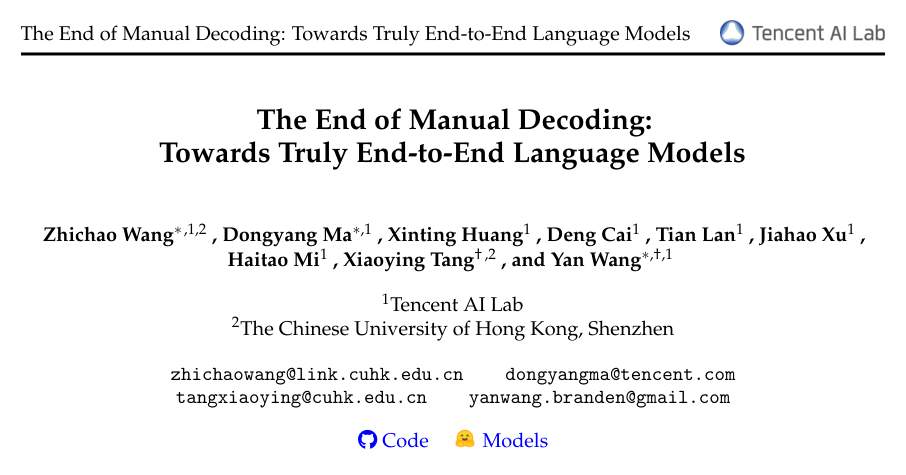 The End of Manual Decoding: Towards Truly End-to-End Language Models Tencent AI Lab
The End of Manual Decoding:
Towards Truly End-to-End Language Models
Zhichao Wang*,1,2 , Dongyang Ma*,1 , Xinting Huang1 , Deng Cai1 , Tian Lan1 , Jiahao Xu1 ,
Haitao Mi1 , Xiaoying Tang†,2 , and Yan Wang*,†,1
1Tencent AI Lab
2The Chinese University of Hong Kong, Shenzhen
zhichaowang@link.cuhk.edu.cn dongyangma@tencent.com
tangxiaoying@cuhk.edu.cn yanwang.branden@gmail.com
Code Models